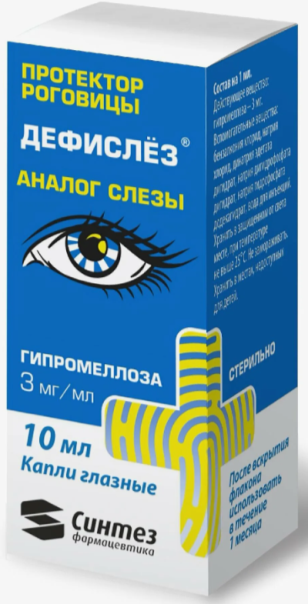 ПРОТЕКТОР
РОГОВИЦЫ
ДЕФИСЛЁЗ®
АНАЛОГ СЛЕЗЫ
ГИПРОМЕЛЛОЗА
3 мг/мл
10 мл
Капли глазные
Синтез
фармацевтика
Состав на 1 мл.
Действующее вещество:
гипромеллоза – 3 мг.
Вспомогательные вещества:
бензалкония хлорид, натрия
хлорид, динатрия эдетата
дигидрат, натрия дигидрофосфата
дигидрат, натрия гидрофосфата
додекагидрат, вода для инъекций.
Хранить в защищенном от света
месте, при температуре
не выше 25°С. Не замораживать.
Хранить в местах, недоступных
для детей.
СТЕРИЛЬНО
После вскрытия
флакона
использовать
в течение
1 месяца